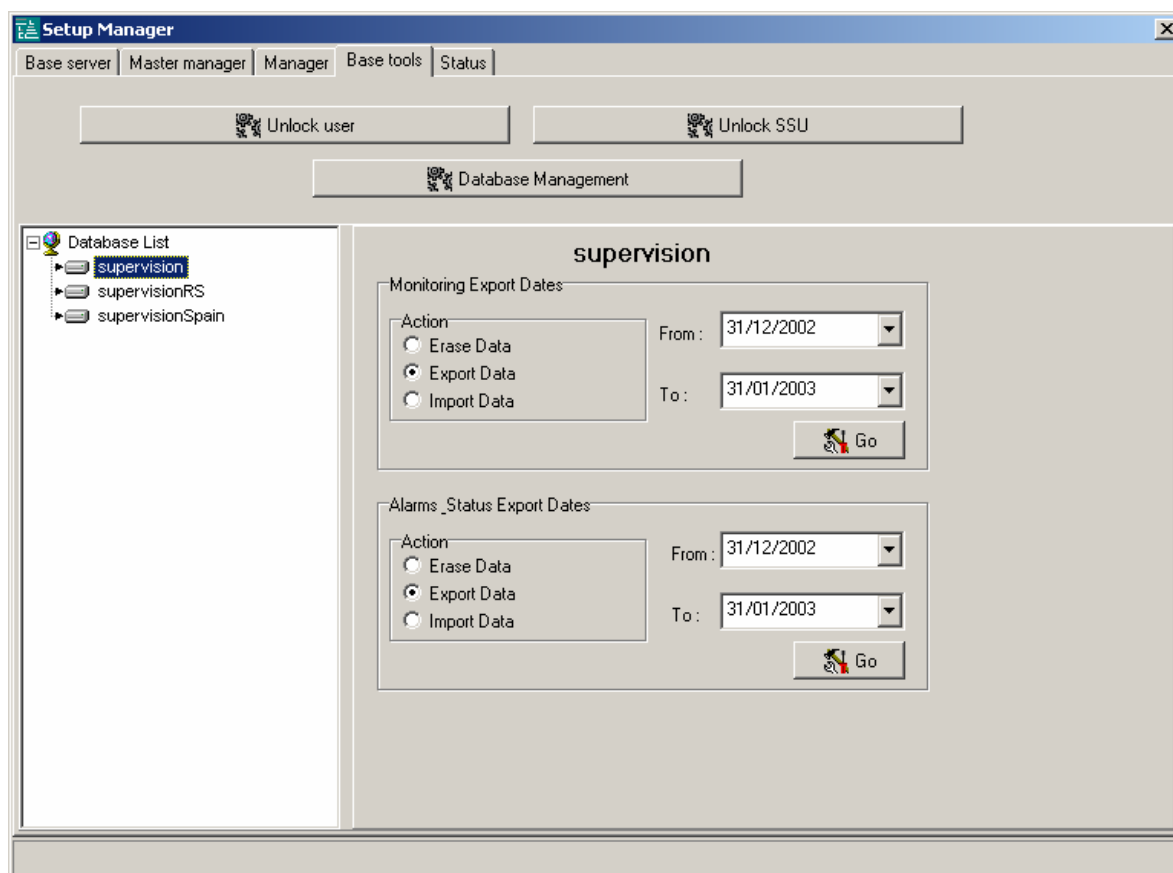 Setup Manager
Base server Master manager Manager Base tools Status
Unlock user Unlock SSU
Database Management
Database List
supervision
supervisionRS
supervisionSpain
supervision
Monitoring Export Dates
Action
Erase Data
Export Data
Import Data
From :
31/12/2002
To :
31/01/2003
Go
Alarms_Status Export Dates
Action
Erase Data
Export Data
Import Data
From :
31/12/2002
To :
31/01/2003
Go